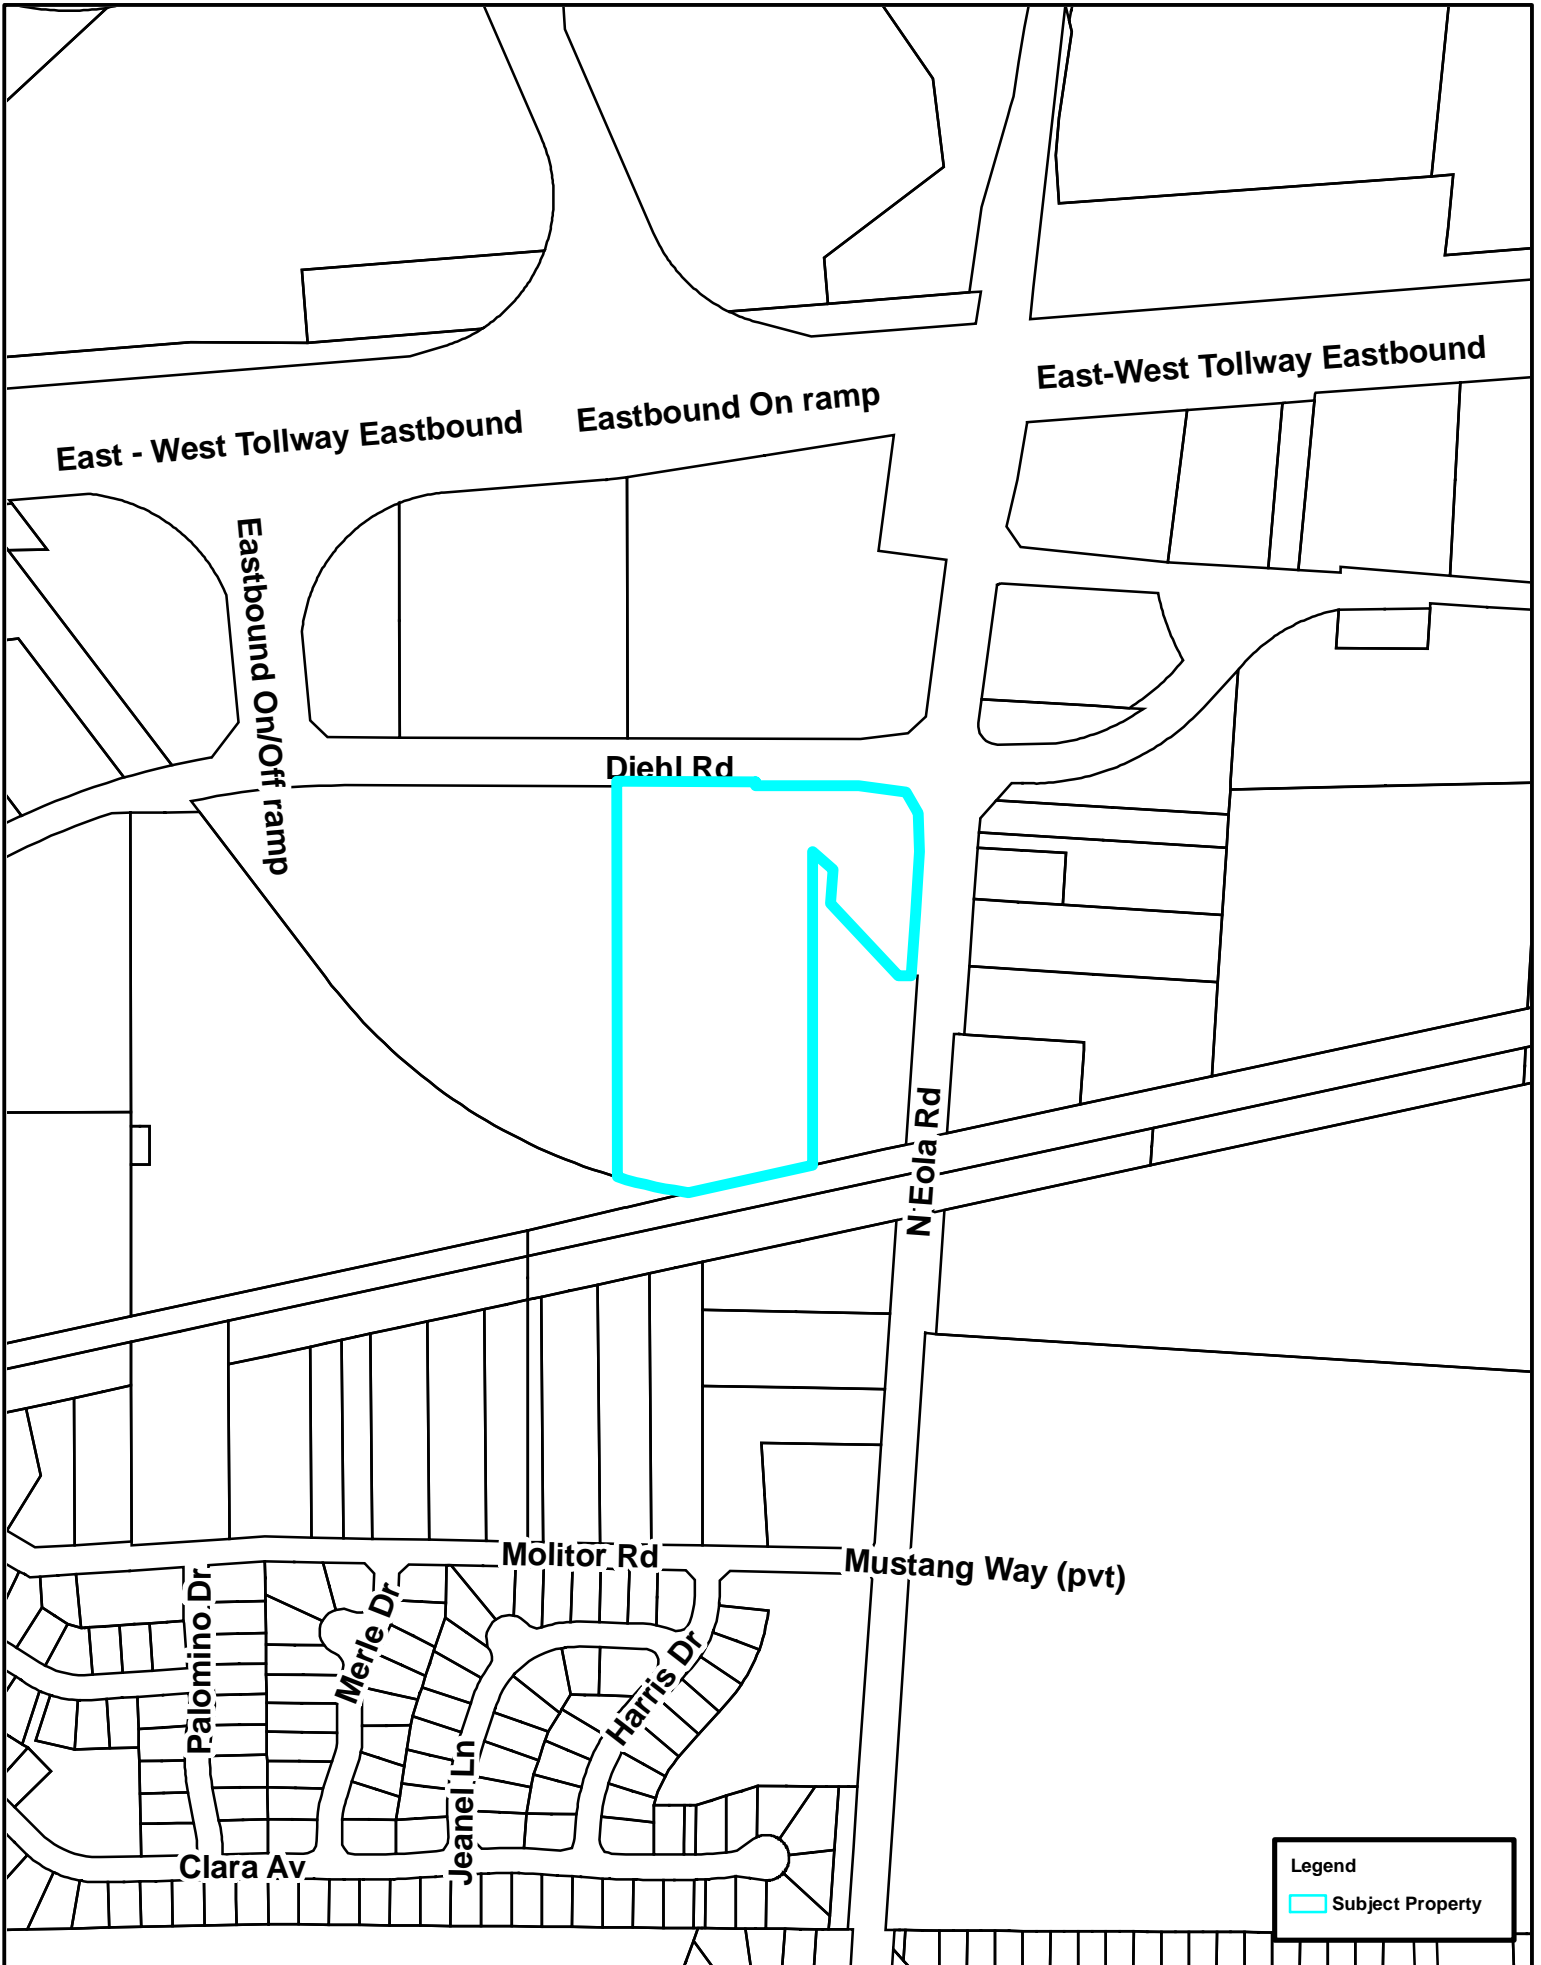 East-West Tollway Eastbound
Eastbound On ramp
East - West Tollway Eastbound
Eastbound On/Off ramp
Diehl Rd
N Eola Rd
Molitor Rd
Mustang Way (pvt)
Palomino Dr
Merle Dr
Harris Dr
Jeanel Ln
Clara Av
Legend
Subject Property